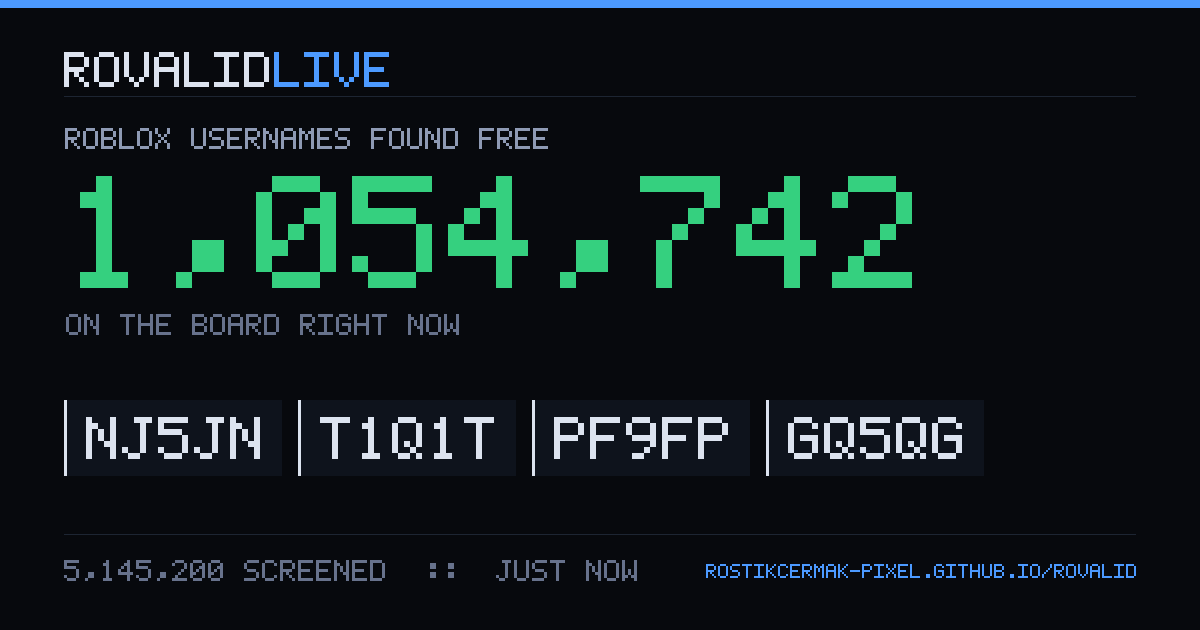 ROVALIDLIVE
ROBLOX USERNAMES FOUND FREE
1,054,742
ON THE BOARD RIGHT NOW
NJ5JN T1Q1T PF9FP GQ5QG
5,145,200 SCREENED :: JUST NOW ROSTIKCERMAK-PIXEL.GITHUB.IO/ROVALID